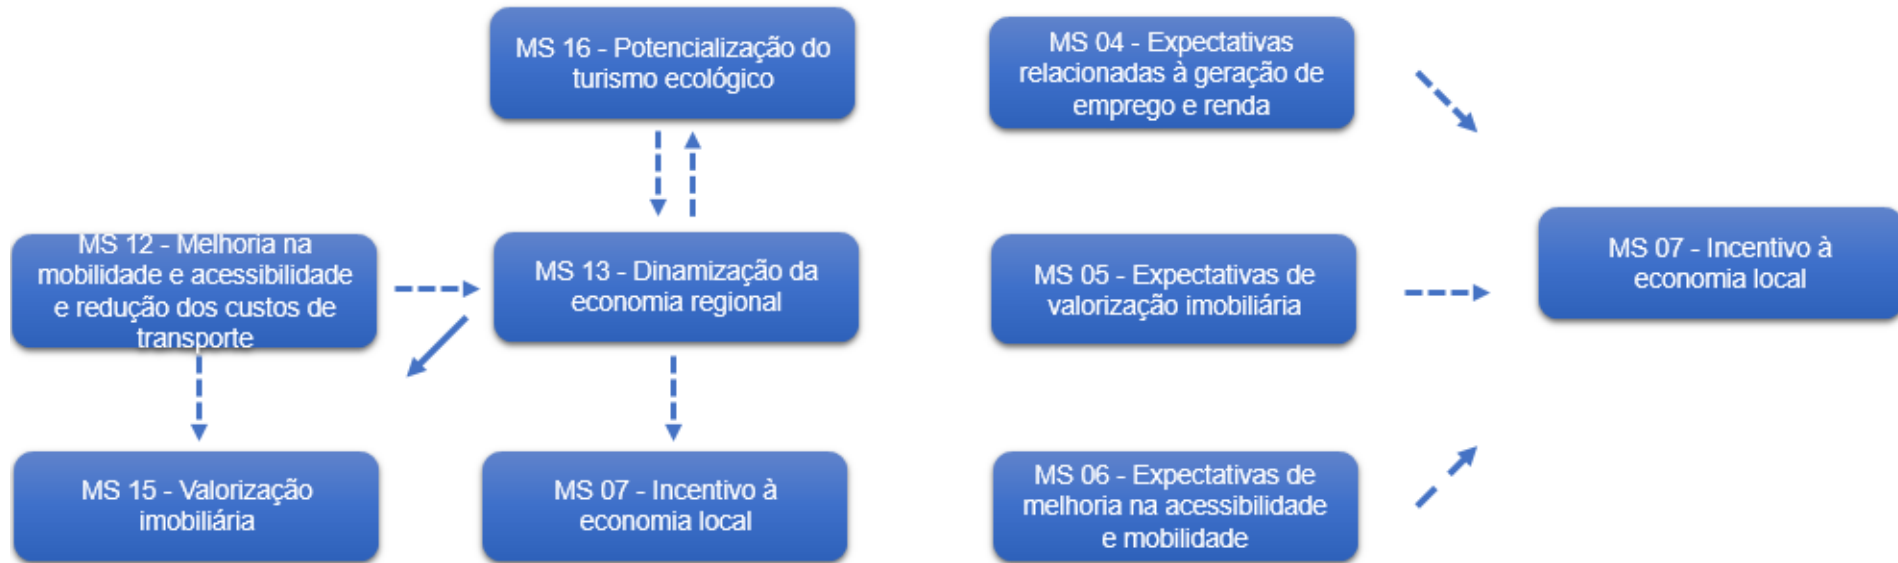 MS 16 - Potencialização do
turismo ecológico
MS 04 - Expectativas
relacionadas à geração de
emprego e renda
MS 12 - Melhoria na
mobilidade e acessibilidade
e redução dos custos de
transporte
MS 13 - Dinamização da
economia regional
MS 05 - Expectativas de
valorização imobiliária
MS 07 - Incentivo à
economia local
MS 15 - Valorização
imobiliária
MS 07 - Incentivo à
economia local
MS 06 - Expectativas de
melhoria na acessibilidade
e mobilidade